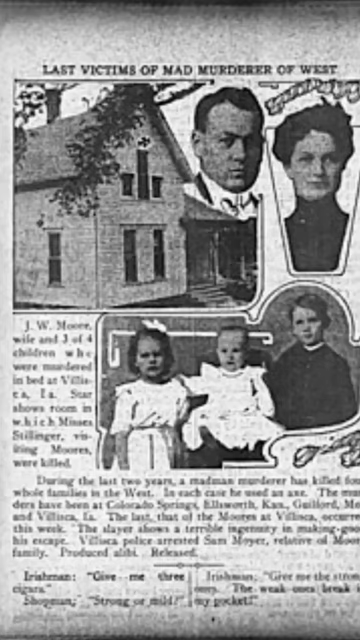 LAST VICTIMS OF MAD MURDERER OF WEST
J. W. Moore,
wife and 3 of 4
children who
were murdered
in bed at Villis-
ca, Ia. Star
shows room in
which Misses
Stillinger, vis-
iting Moores,
were killed.
During the last two years, a madman murderer has killed fou
whole families in the West. In each case he used an axe. The mur
ders have been at Colorado Springs, Ellsworth, Kan., Guilford, Mo
and Villisca, Ia. The last, that of the Moores at Villisca, occurre
this week. The slayer shows a terrible ingenuity in making goo
his escape. Villisca police arrested Sam Moyer, relative of Moor
family. Produced alibi. Released.
Irishman: "Give me three
cigars."
Shopman: "Strong or mild?"
Irishman: "Give me the stron
ones. The weak ones break i
my pocket!"